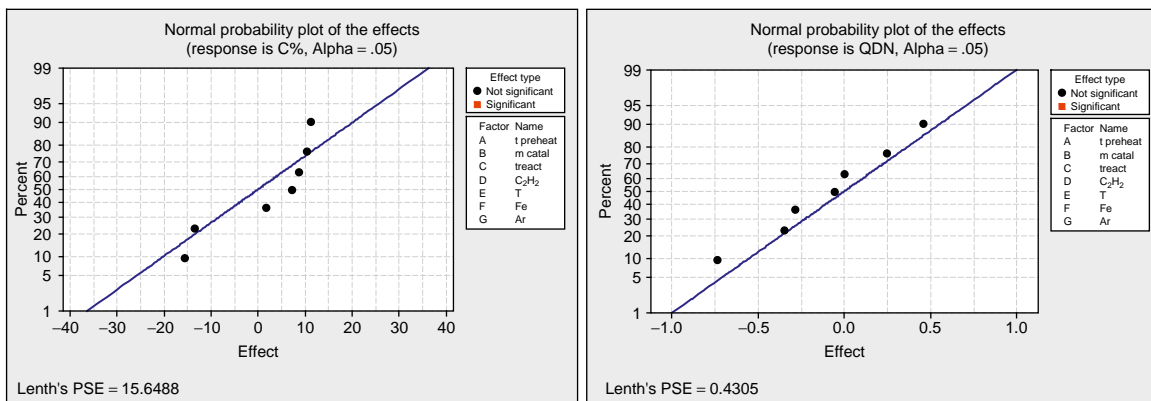 Normal probability plot of the effects
(response is C%, Alpha = .05)
99
95
90
80
70
60
50
40
30
20
10
5
1
Percent
−40 −30 −20 −10 0 10 20 30 40
Effect
Effect type
Not significant
Significant
Factor Name
A t preheat
B m catal
C treact
D C₂H₂
E T
F Fe
G Ar
Lenth's PSE = 15.6488
Normal probability plot of the effects
(response is QDN, Alpha = .05)
99
95
90
80
70
60
50
40
30
20
10
5
1
Percent
−1.0 −0.5 0.0 0.5 1.0
Effect
Effect type
Not significant
Significant
Factor Name
A t preheat
B m catal
C treact
D C₂H₂
E T
F Fe
G Ar
Lenth's PSE = 0.4305